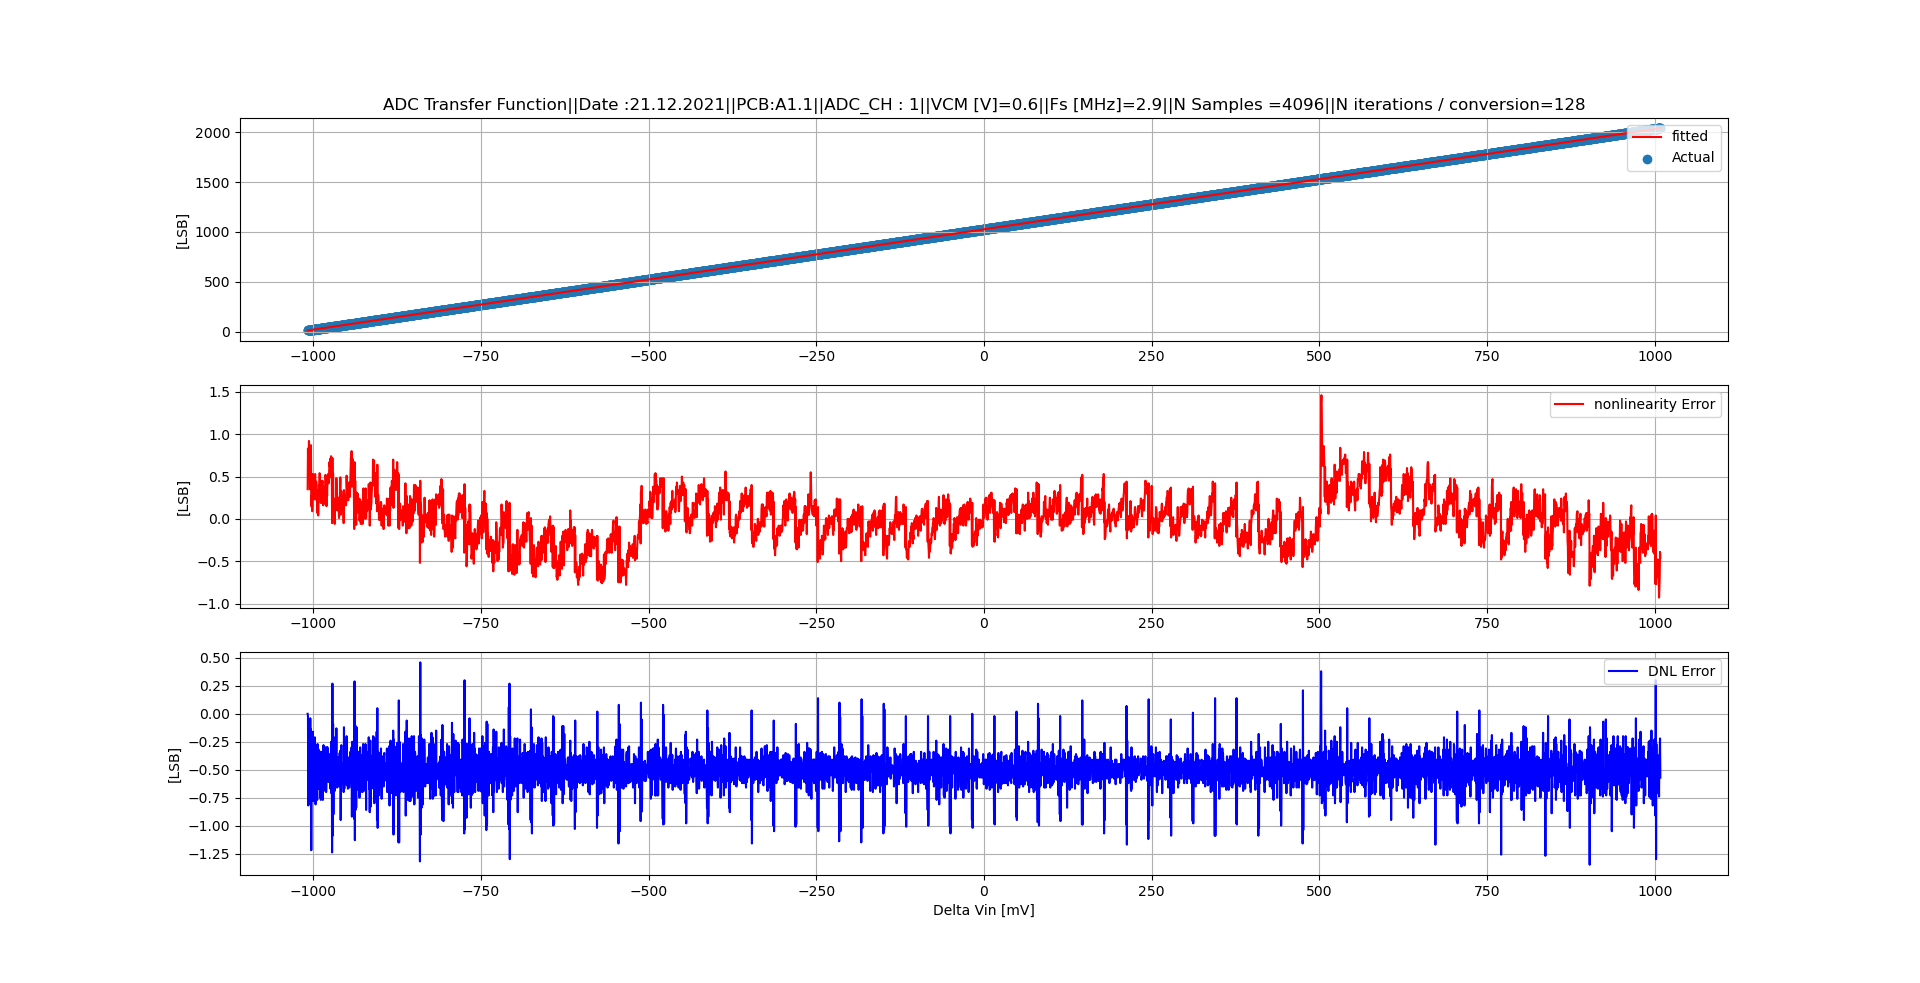 ADC Transfer Function||Date :21.12.2021||PCB:A1.1||ADC_CH : 1||VCM [V]=0.6||Fs [MHz]=2.9||N Samples =4096||N iterations / conversion=128
2000
1500
1000
500
0
[LSB]
fitted
Actual
−1000 −750 −500 −250 0 250 500 750 1000
1.5
1.0
0.5
0.0
−0.5
−1.0
[LSB]
nonlinearity Error
−1000 −750 −500 −250 0 250 500 750 1000
0.50
0.25
0.00
−0.25
−0.50
−0.75
−1.00
−1.25
[LSB]
DNL Error
−1000 −750 −500 −250 0 250 500 750 1000
Delta Vin [mV]